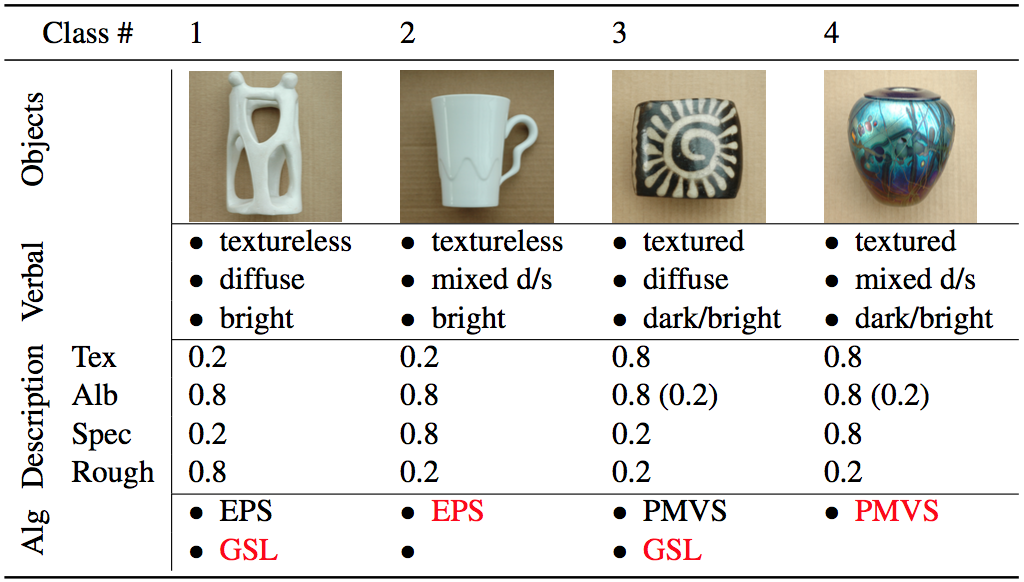 Class # 1 2 3 4
Objects
Verbal
• textureless • textureless • textured • textured
• diffuse • mixed d/s • diffuse • mixed d/s
• bright • bright • dark/bright • dark/bright
Description
Tex 0.2 0.2 0.8 0.8
Alb 0.8 0.8 0.8 (0.2) 0.8 (0.2)
Spec 0.2 0.8 0.2 0.8
Rough 0.8 0.2 0.2 0.2
Alg
• EPS • EPS • PMVS • PMVS
• GSL • • GSL